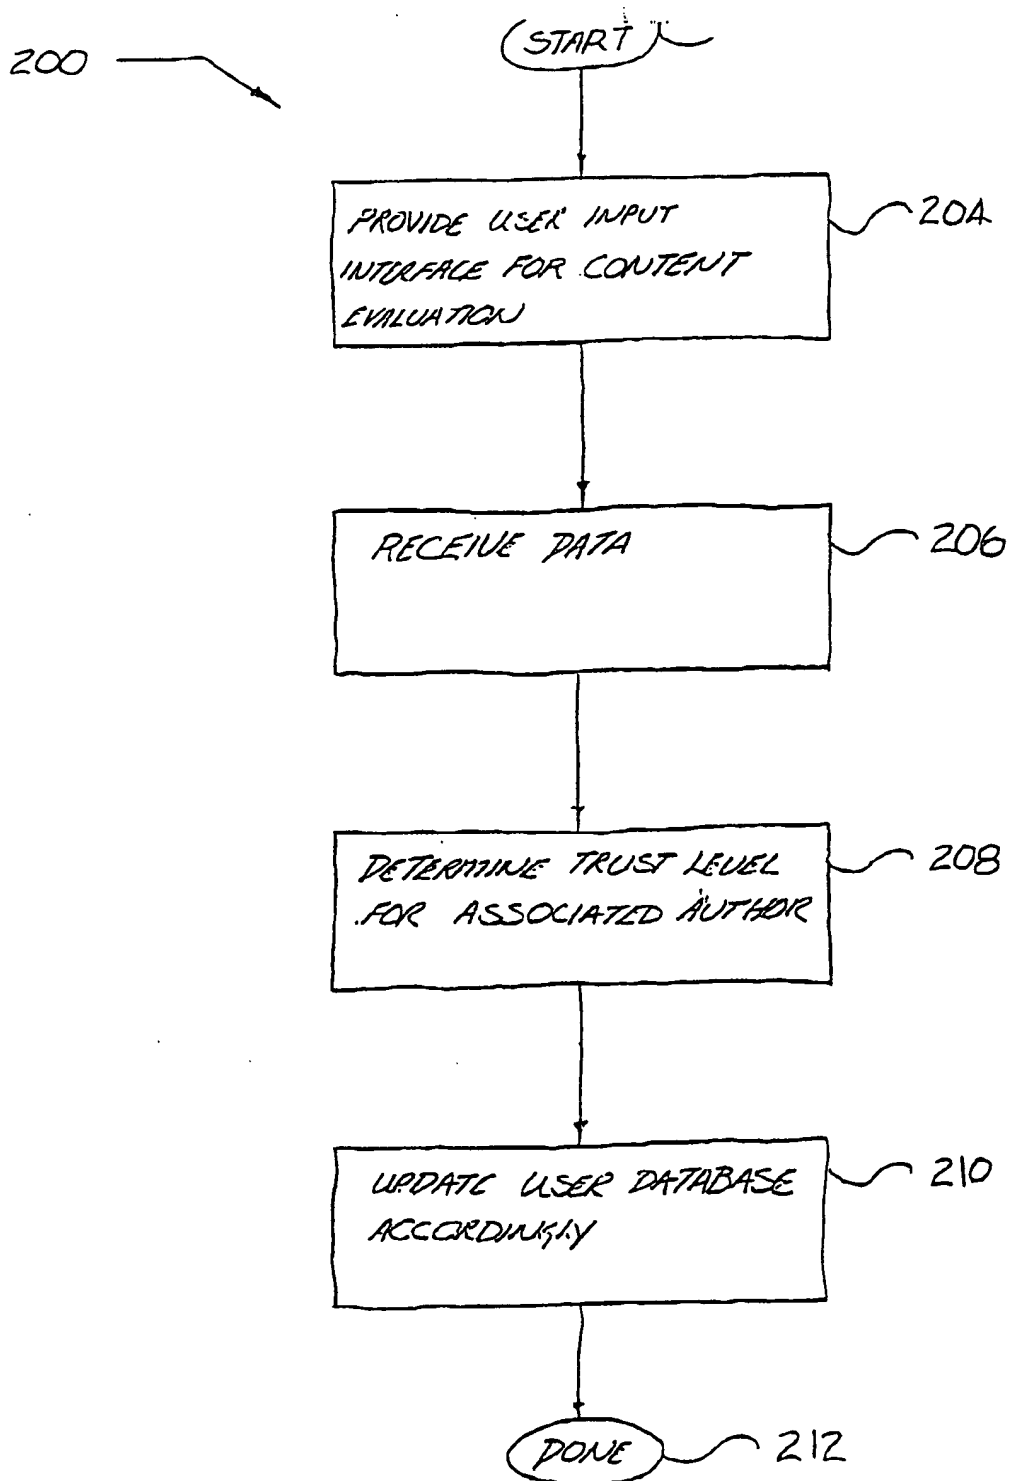 START
200
PROVIDE USER INPUT
INTERFACE FOR CONTENT
EVALUATION
204
RECEIVE DATA
206
DETERMINE TRUST LEVEL
FOR ASSOCIATED AUTHOR
208
UPDATE USER DATABASE
ACCORDINGLY
210
DONE
212